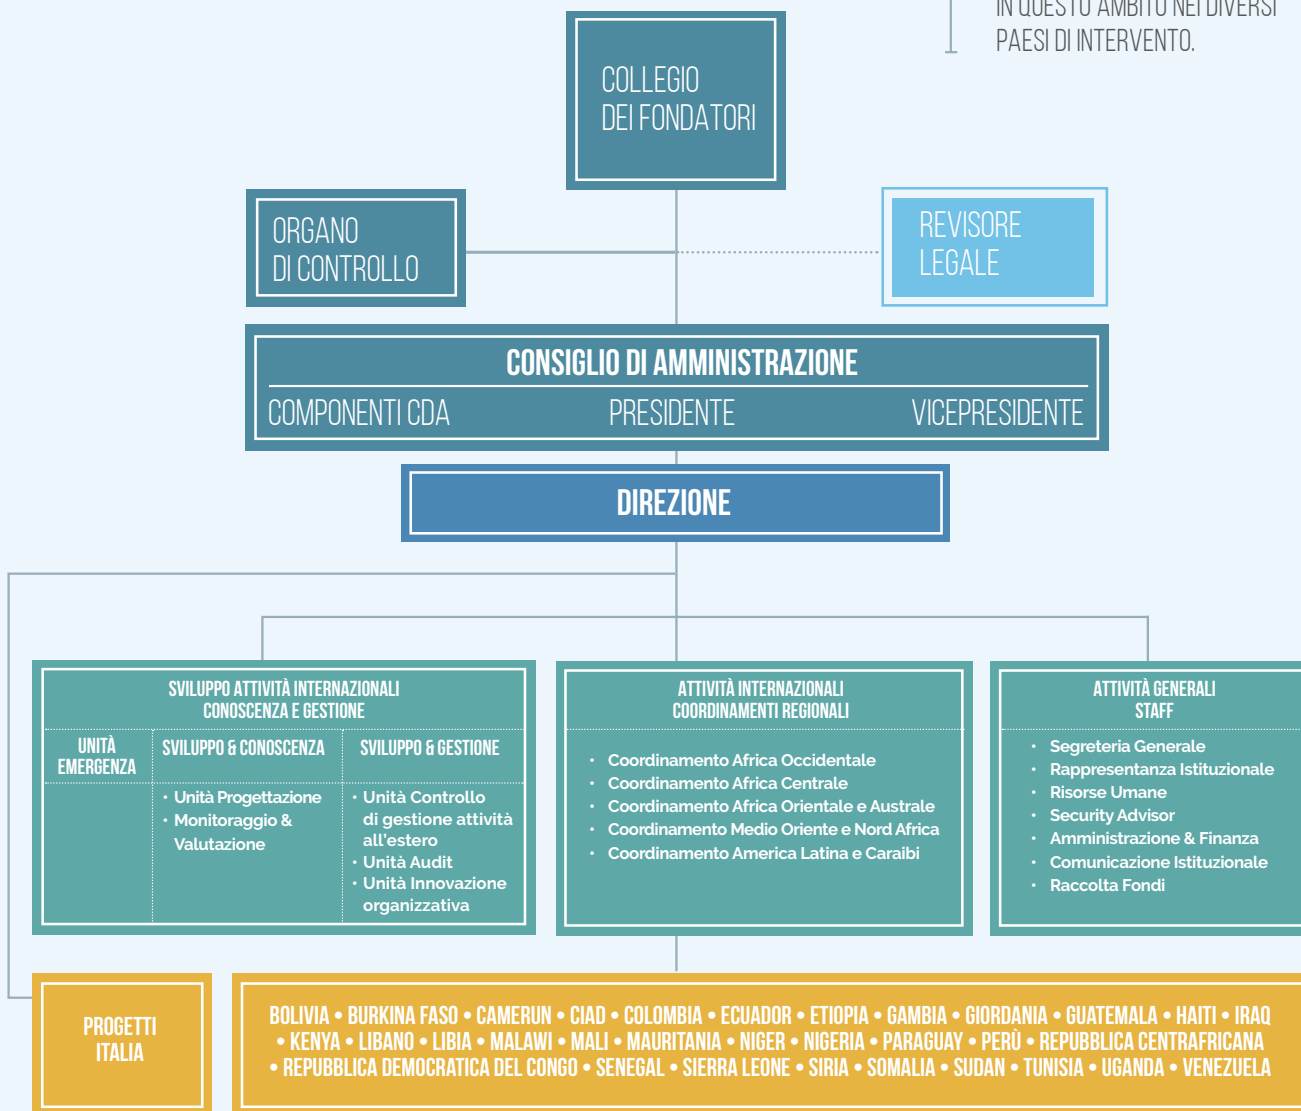 IN QUESTO AMBITO NEI DIVERSI
PAESI DI INTERVENTO.
COLLEGIO
DEI FONDATORI
ORGANO
DI CONTROLLO
REVISORE
LEGALE
CONSIGLIO DI AMMINISTRAZIONE
COMPONENTI CDA PRESIDENTE VICEPRESIDENTE
DIREZIONE
SVILUPPO ATTIVITÀ INTERNAZIONALI
CONOSCENZA E GESTIONE
UNITÀ
EMERGENZA
SVILUPPO & CONOSCENZA
• Unità Progettazione
• Monitoraggio &
Valutazione
SVILUPPO & GESTIONE
• Unità Controllo
di gestione attività
all'estero
• Unità Audit
• Unità Innovazione
organizzativa
ATTIVITÀ INTERNAZIONALI
COORDINAMENTI REGIONALI
• Coordinamento Africa Occidentale
• Coordinamento Africa Centrale
• Coordinamento Africa Orientale e Australe
• Coordinamento Medio Oriente e Nord Africa
• Coordinamento America Latina e Caraibi
ATTIVITÀ GENERALI
STAFF
• Segreteria Generale
• Rappresentanza Istituzionale
• Risorse Umane
• Security Advisor
• Amministrazione & Finanza
• Comunicazione Istituzionale
• Raccolta Fondi
PROGETTI
ITALIA
BOLIVIA • BURKINA FASO • CAMERUN • CIAD • COLOMBIA • ECUADOR • ETIOPIA • GAMBIA • GIORDANIA • GUATEMALA • HAITI • IRAQ
• KENYA • LIBANO • LIBIA • MALAWI • MALI • MAURITANIA • NIGER • NIGERIA • PARAGUAY • PERÙ • REPUBBLICA CENTRAFRICANA
• REPUBBLICA DEMOCRATICA DEL CONGO • SENEGAL • SIERRA LEONE • SIRIA • SOMALIA • SUDAN • TUNISIA • UGANDA • VENEZUELA